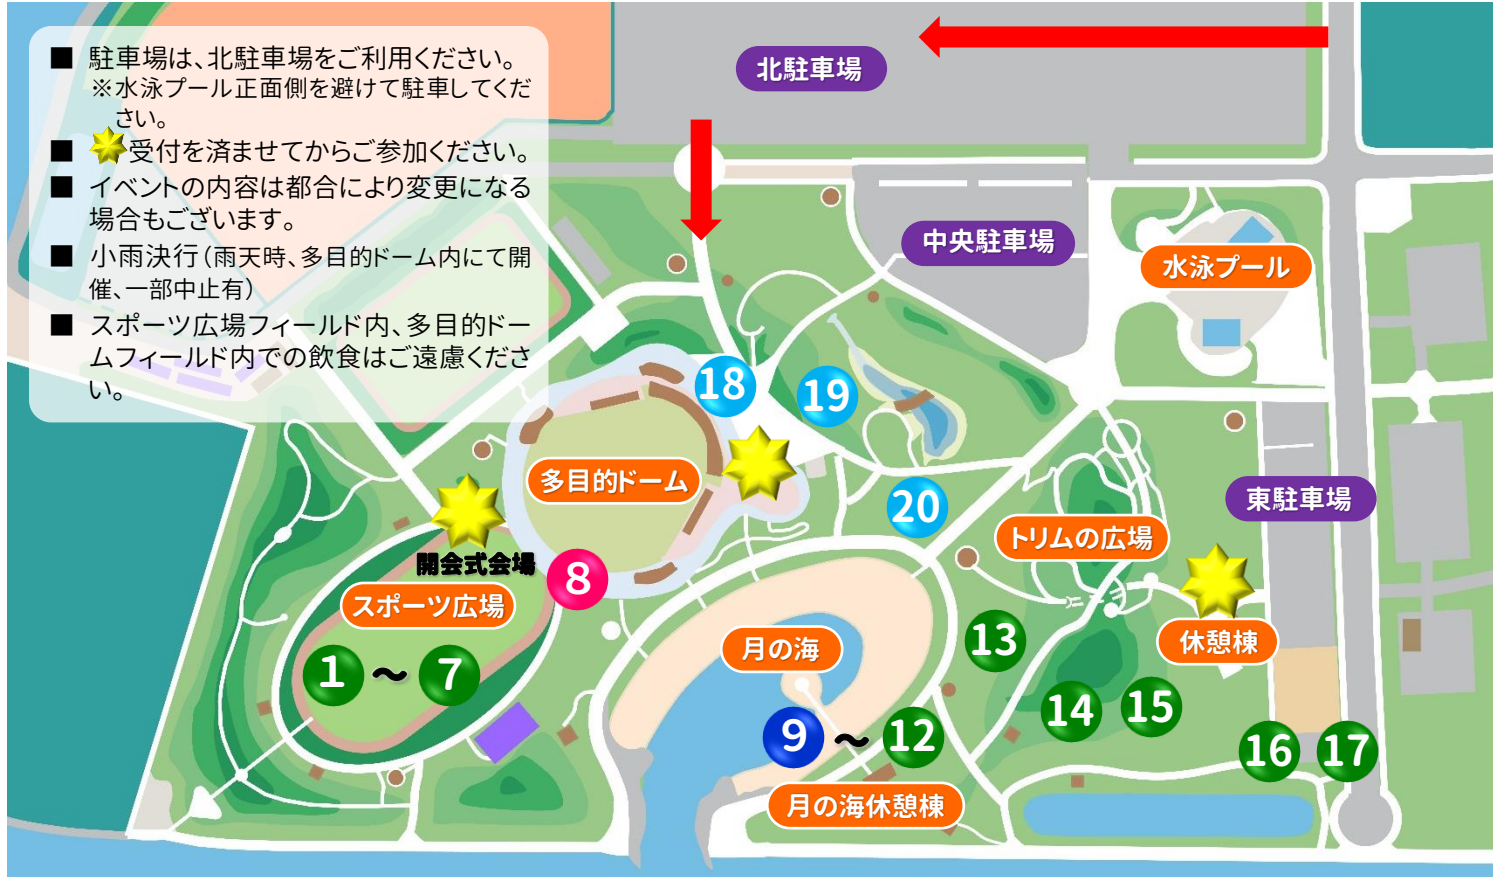 ■ 駐車場は、北駐車場をご利用ください。
※水泳プール正面側を避けて駐車してくだ
さい。
■ 受付を済ませてからご参加ください。
■ イベントの内容は都合により変更になる
場合もございます。
■ 小雨決行(雨天時、多目的ドーム内にて開
催、一部中止有)
■ スポーツ広場フィールド内、多目的ドー
ムフィールド内での飲食はご遠慮くださ
い。
北駐車場
中央駐車場
水泳プール
18
19
多目的ドーム
20
東駐車場
トリムの広場
開会式会場
8
スポーツ広場
月の海
13
休憩棟
1 ～ 7
14
15
9 ～ 12
16
17
月の海休憩棟